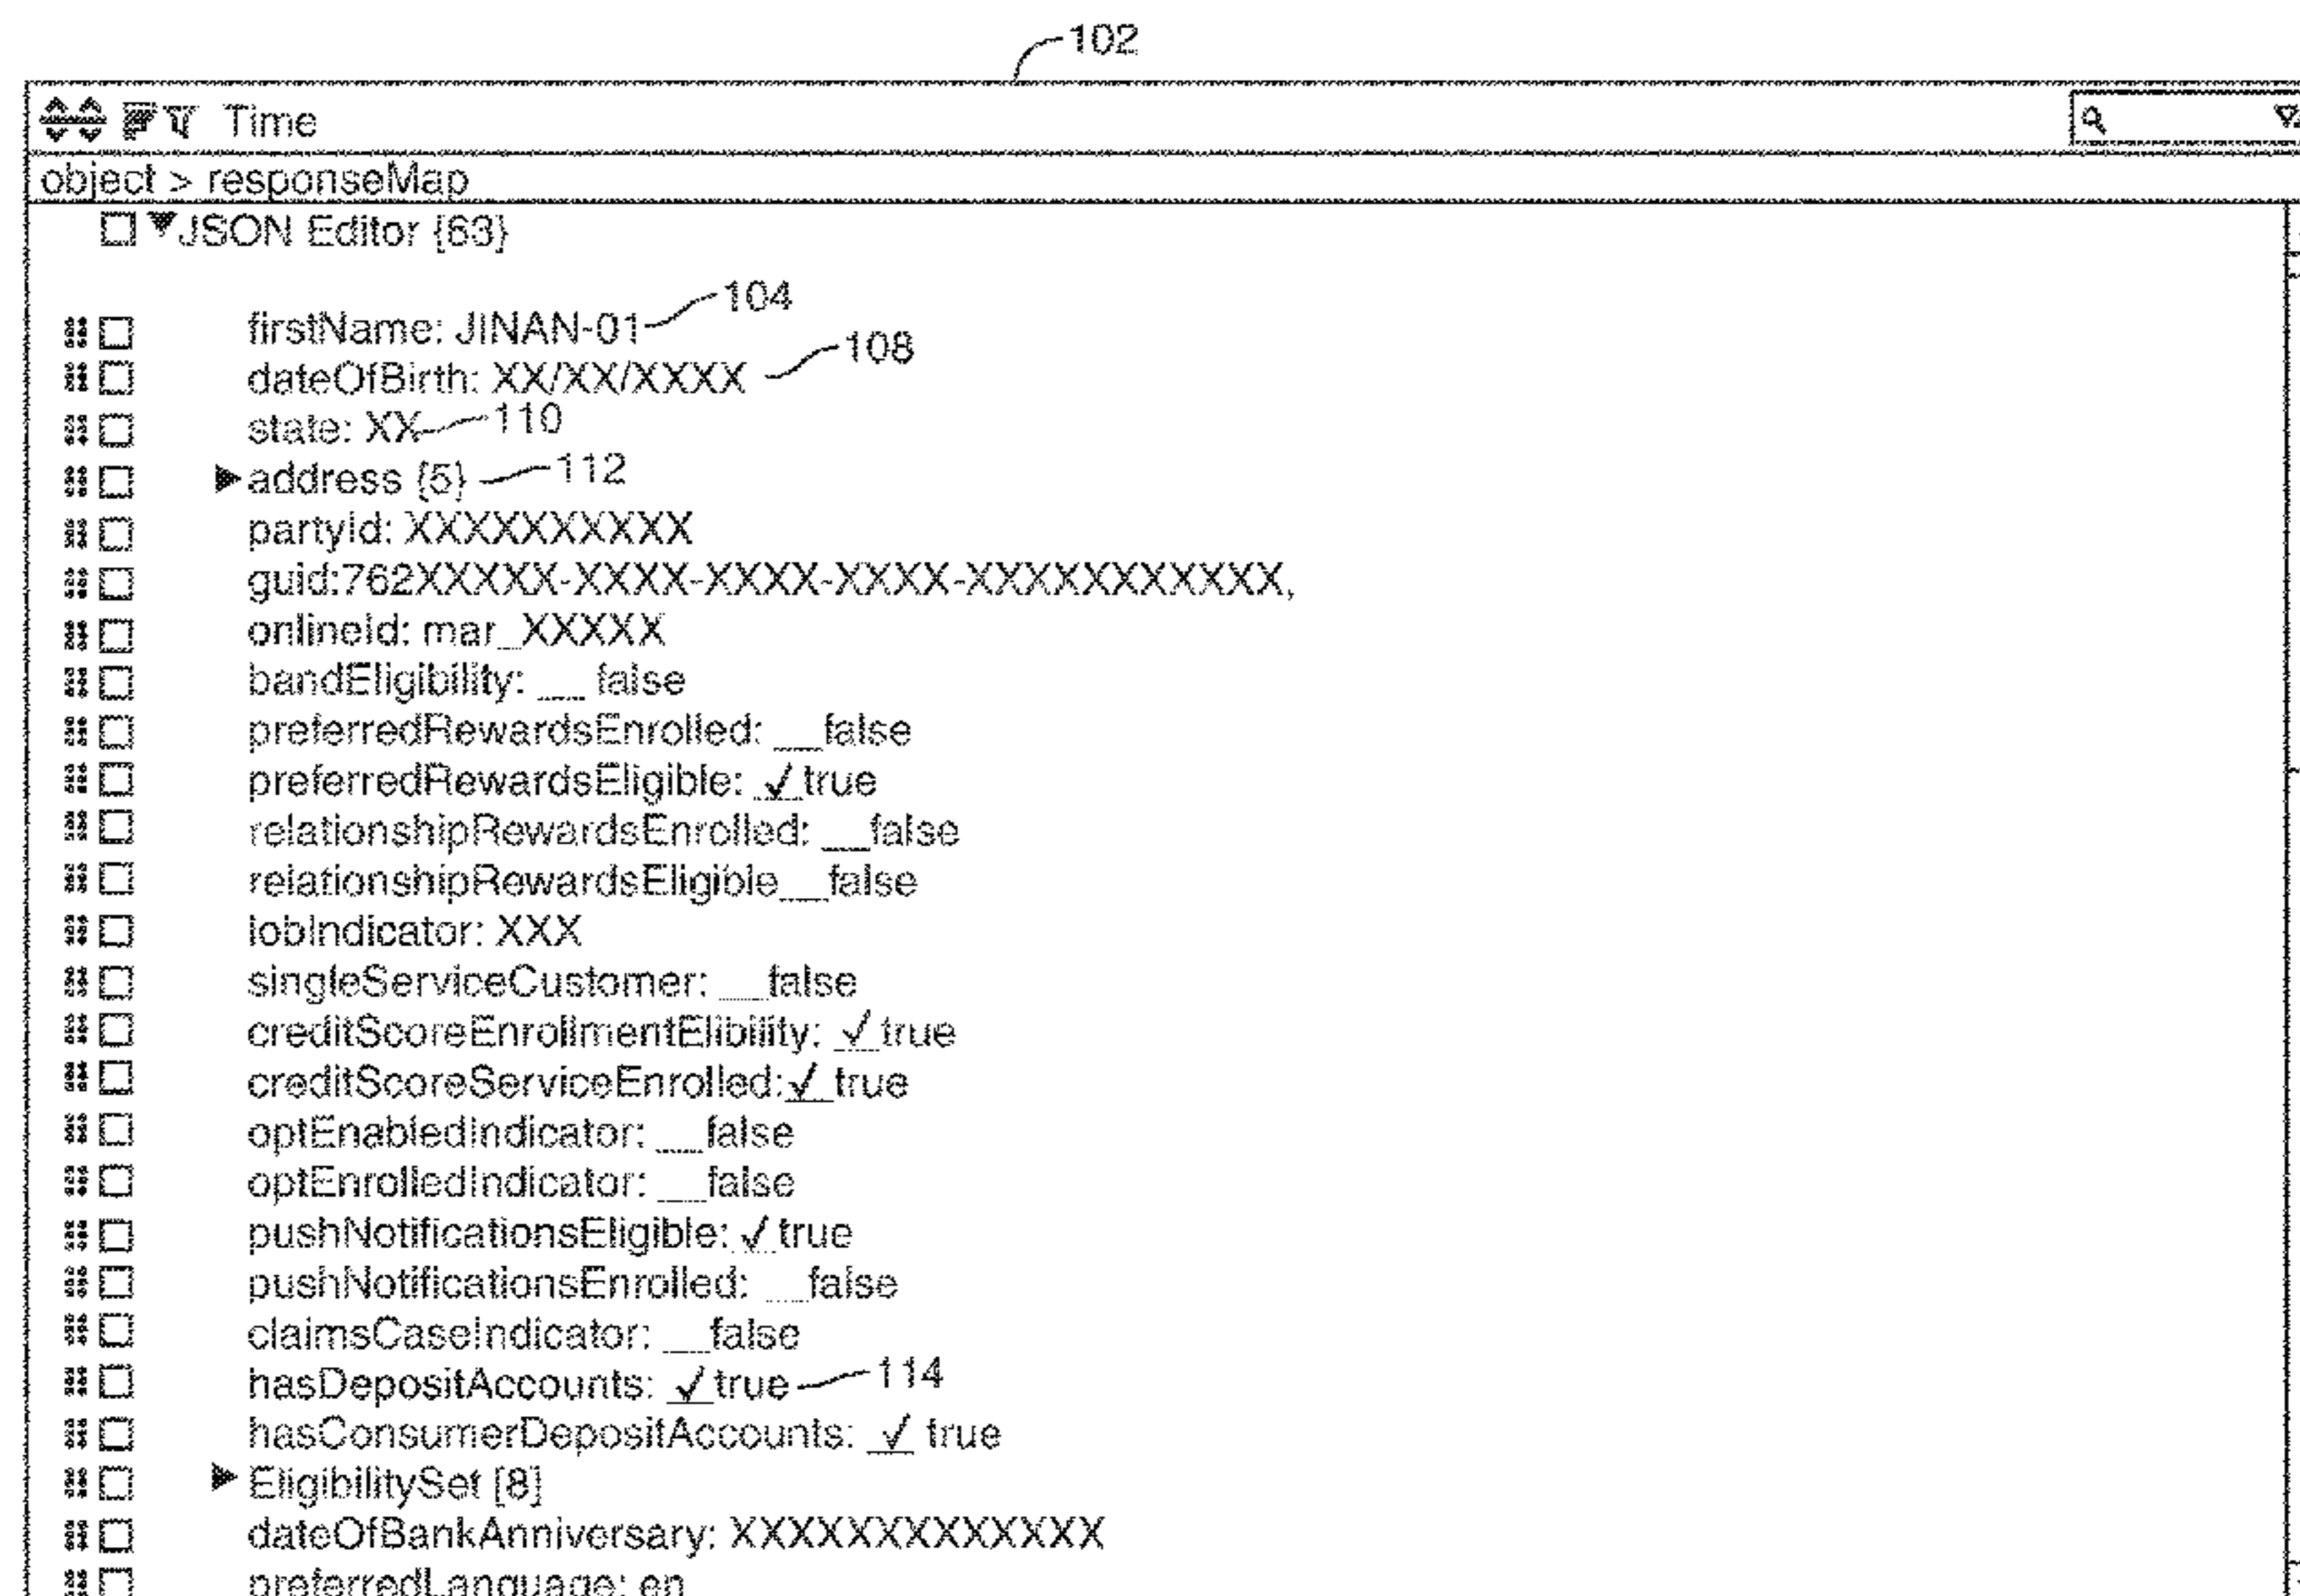 102
Time
object > responseMap
JSON Editor {63}
firstName: JINAN-01 104
dateOfBirth: XX/XX/XXXX 108
state: XX 110
address {5} 112
partyId: XXXXXXXXXX
guid:762XXXXX-XXXX-XXXX-XXXX-XXXXXXXXXXX,
onlineId: mar_XXXXX
bandEligibility: __ false
preferredRewardsEnrolled: __false
preferredRewardsEligible: ✓true
relationshipRewardsEnrolled: __false
relationshipRewardsEligible__false
lobIndicator: XXX
singleServiceCustomer: __false
creditScoreEnrollmentElibility: ✓true
creditScoreServiceEnrolled:✓true
optEnabledIndicator: __false
optEnrolledIndicator: __false
pushNotificationsEligible: ✓true
pushNotificationsEnrolled: __false
claimsCaseIndicator: __false
hasDepositAccounts: ✓true 114
hasConsumerDepositAccounts: ✓ true
EligibilitySet [8]
dateOfBankAnniversary: XXXXXXXXXXXXX
preferredLanguage: en